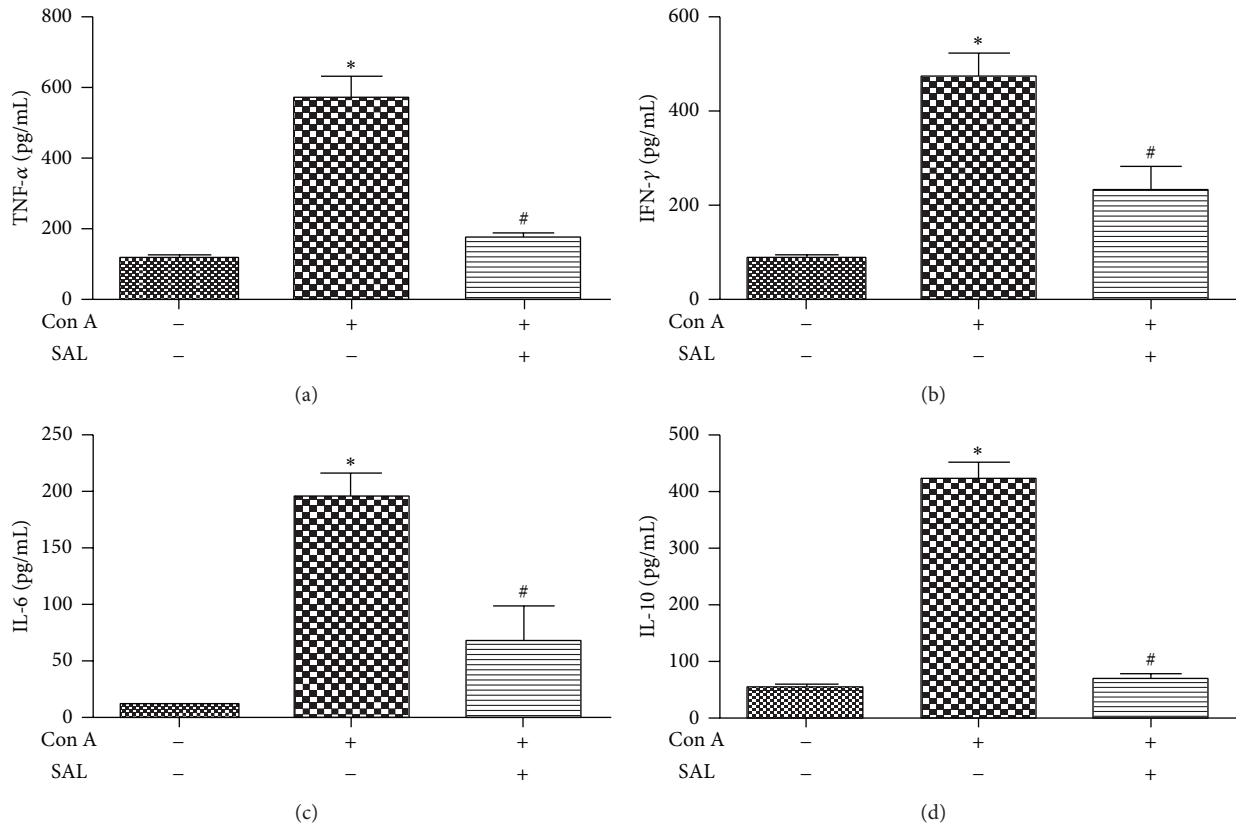 TNF-α (pg/mL)
800
600
400
200
0
*
#
Con A – + +
SAL – – +
(a)
IFN-γ (pg/mL)
600
400
200
0
*
#
– + +
– – +
(b)
IL-6 (pg/mL)
250
200
150
100
50
0
*
#
Con A – + +
SAL – – +
(c)
IL-10 (pg/mL)
500
400
300
200
100
0
*
#
Con A – + +
SAL – – +
(d)